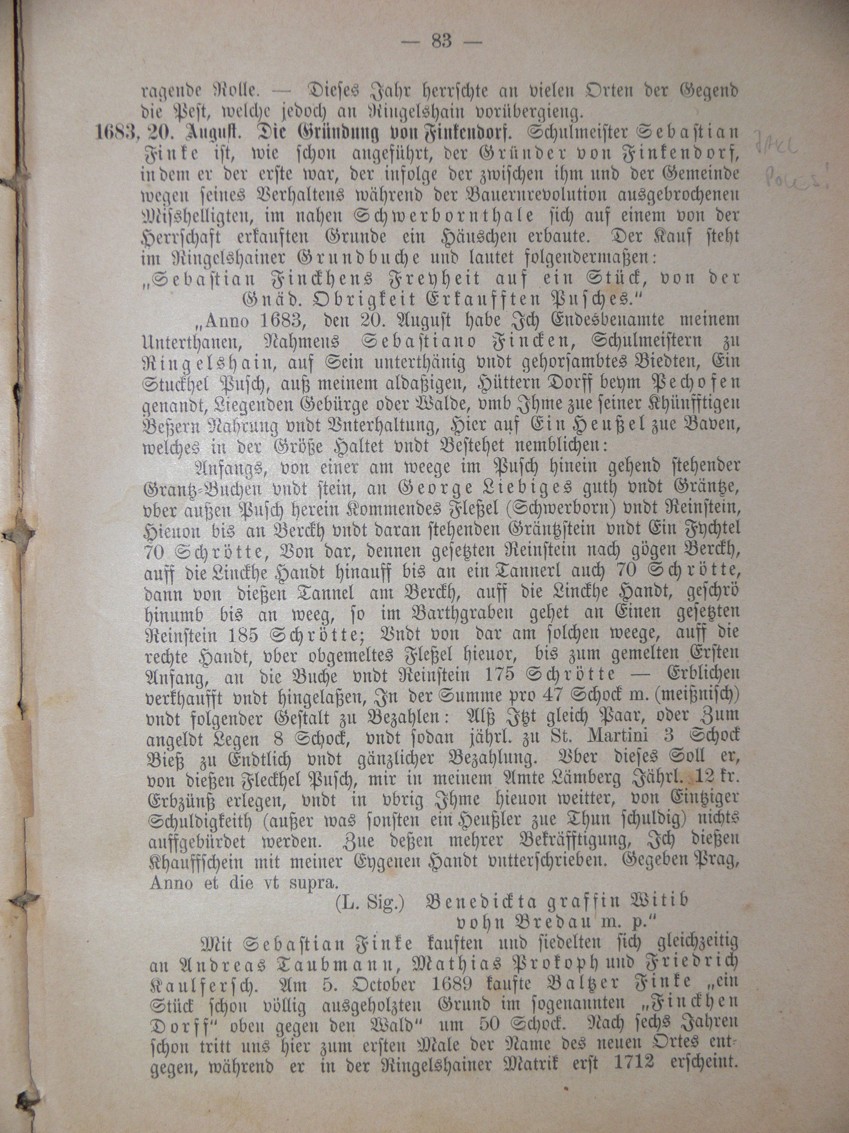 — 83 —
ragende Rolle. — Dieses Jahr herrschte an vielen Orten der Gegend
die Pest, welche jedoch an Ringelshain vorübergieng.
1683, 20. August. Die Gründung von Finkendorf. Schulmeister Sebastian
Finke ist, wie schon angeführt, der Gründer von Finkendorf,
indem er der erste war, der infolge der zwischen ihm und der Gemeinde
wegen seines Verhaltens während der Bauernrevolution ausgebrochenen
Misshelligten, im nahen Schwerbornthale sich auf einem von der
Herrschaft erkauften Grunde ein Häuschen erbaute. Der Kauf steht
im Ringelshainer Grundbuche und lautet folgendermaßen:
„Sebastian Finckhens Freyheit auf ein Stück, von der
Gnäd. Obrigkeit Erkaufften Pusches.“
„Anno 1683, den 20. August habe Ich Endesbenamte meinem
Unterthanen, Nahmens Sebastiano Fincken, Schulmeistern zu
Ringelshain, auf Sein unterthänig vndt gehorsambtes Biedten, Ein
Stuckhel Pusch, auß meinem aldaßigen, Hüttern Dorff beym Pechofen
genandt, Liegenden Gebürge oder Walde, vmb Ihme zue seiner Khünfftigen
Beßern Nahrung vndt Vnterhaltung, Hier auf Ein Heußel zue Baven,
welches in der Größe Haltet vndt Bestehet nemblichen:
Anfangs, von einer am weege im Pusch hinein gehend stehender
Grantz-Buchen vndt stein, an George Liebiges guth vndt Gräntze,
vber außen Pusch herein Kommendes Fleßel (Schwerborn) vndt Reinstein,
Hieuon bis an Berckh vndt daran stehenden Gräntzstein vndt Ein Fychtel
70 Schrötte, Von dar, dennen gesetzten Reinstein nach gögen Berckh,
auff die Linckhe Handt hinauff bis an ein Tannerl auch 70 Schrötte,
dann von dießen Tannel am Berckh, auff die Linckhe Handt, geschrö
hinumb bis an weeg, so im Barthgraben gehet an Einen gesetzten
Reinstein 185 Schrötte; Vndt von dar am solchen weege, auff die
rechte Handt, vber obgemeltes Fleßel hieuor, bis zum gemelten Ersten
Anfang, an die Buche vndt Reinstein 175 Schrötte — Erblichen
verkhaufft vndt hingelaßen, In der Summe pro 47 Schock m. (meißnisch)
vndt folgender Gestalt zu Bezahlen: Alß Itzt gleich Paar, oder Zum
angeldt Legen 8 Schock, vndt sodan jährl. zu St. Martini 3 Schock
Bieß zu Endtlich vndt gänzlicher Bezahlung. Vber dieses Soll er,
von dießen Fleckhel Pusch, mir in meinem Amte Lämberg Jährl. 12 kr.
Erbzünß erlegen, vndt in vbrig Ihme hieuon weitter, von Eintziger
Schuldigkeith (außer was sonsten ein Heußler zue Thun schuldig) nichts
auffgebürdet werden. Zue deßen mehrer Bekräfftigung, Ich dießen
Khauffschein mit meiner Eygenen Handt vntterschrieben. Gegeben Prag,
Anno et die vt supra.
(L. Sig.) Benedickta graffin Witib
vohn Bredau m. p.“
Mit Sebastian Finke kauften und siedelten sich gleichzeitig
an Andreas Taubmann, Mathias Prokoph und Friedrich
Kaulfersch. Am 5. October 1689 kaufte Baltzer Finke „ein
Stück schon völlig ausgeholzten Grund im sogenannten „Finckhen
Dorff“ oben gegen den Wald“ um 50 Schock. Nach sechs Jahren
schon tritt uns hier zum ersten Male der Name des neuen Ortes ent-
gegen, während er in der Ringelshainer Matrik erst 1712 erscheint.